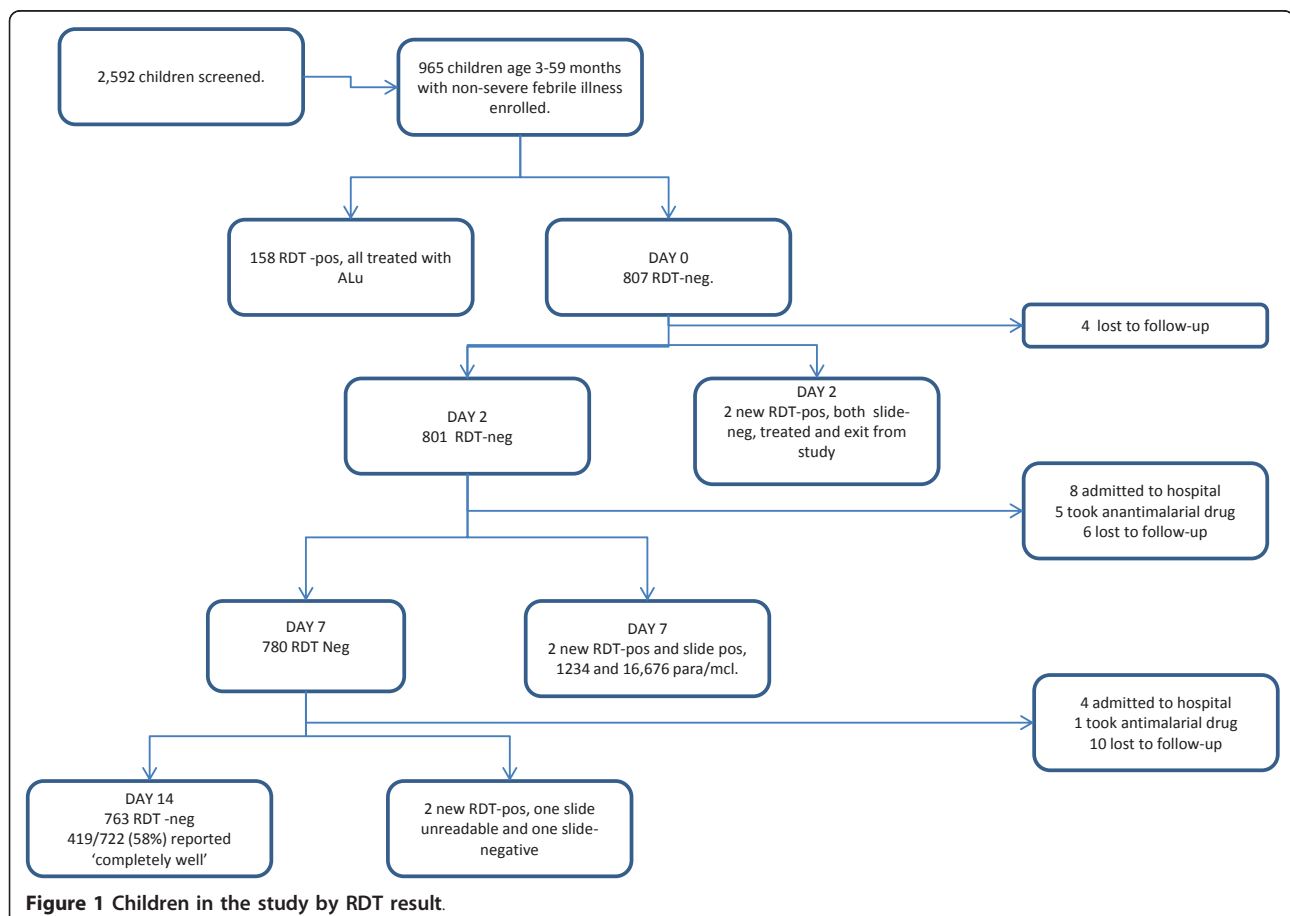 2,592 children screened.
965 children age 3-59 months
with non-severe febrile illness
enrolled.
158 RDT -pos, all treated with
ALu
DAY 0
807 RDT-neg.
4 lost to follow-up
DAY 2
801 RDT-neg
DAY 2
2 new RDT-pos, both slide-
neg, treated and exit from
study
8 admitted to hospital
5 took anantimalarial drug
6 lost to follow-up
DAY 7
780 RDT Neg
DAY 7
2 new RDT-pos and slide pos,
1234 and 16,676 para/mcl.
4 admitted to hospital
1 took antimalarial drug
10 lost to follow-up
DAY 14
763 RDT -neg
419/722 (58%) reported
‘completely well’
2 new RDT-pos, one slide
unreadable and one slide-
negative
Figure 1 Children in the study by RDT result.